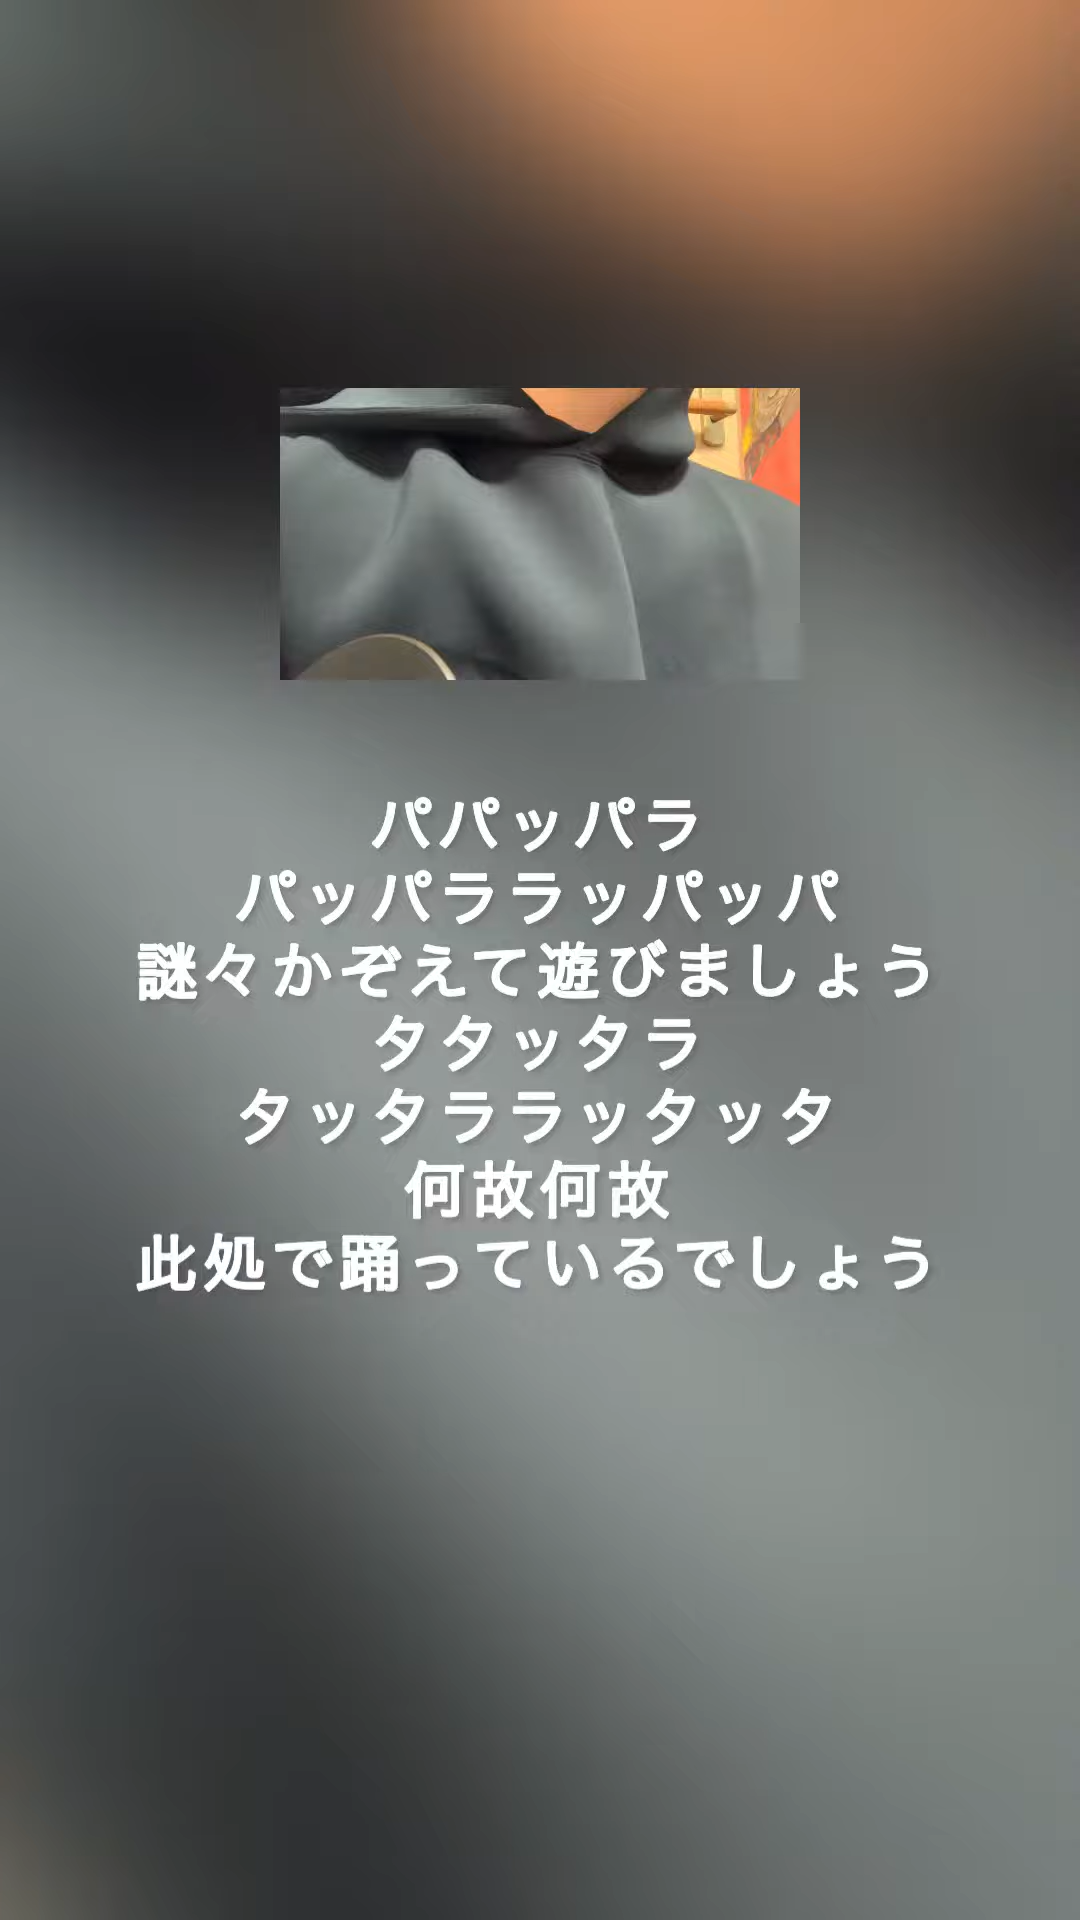 パパッパラ
パッパララッパッパ
謎々かぞえて遊びましょう
タタッタラ
タッタララッタッタ
何故何故
此処で踊っているでしょう